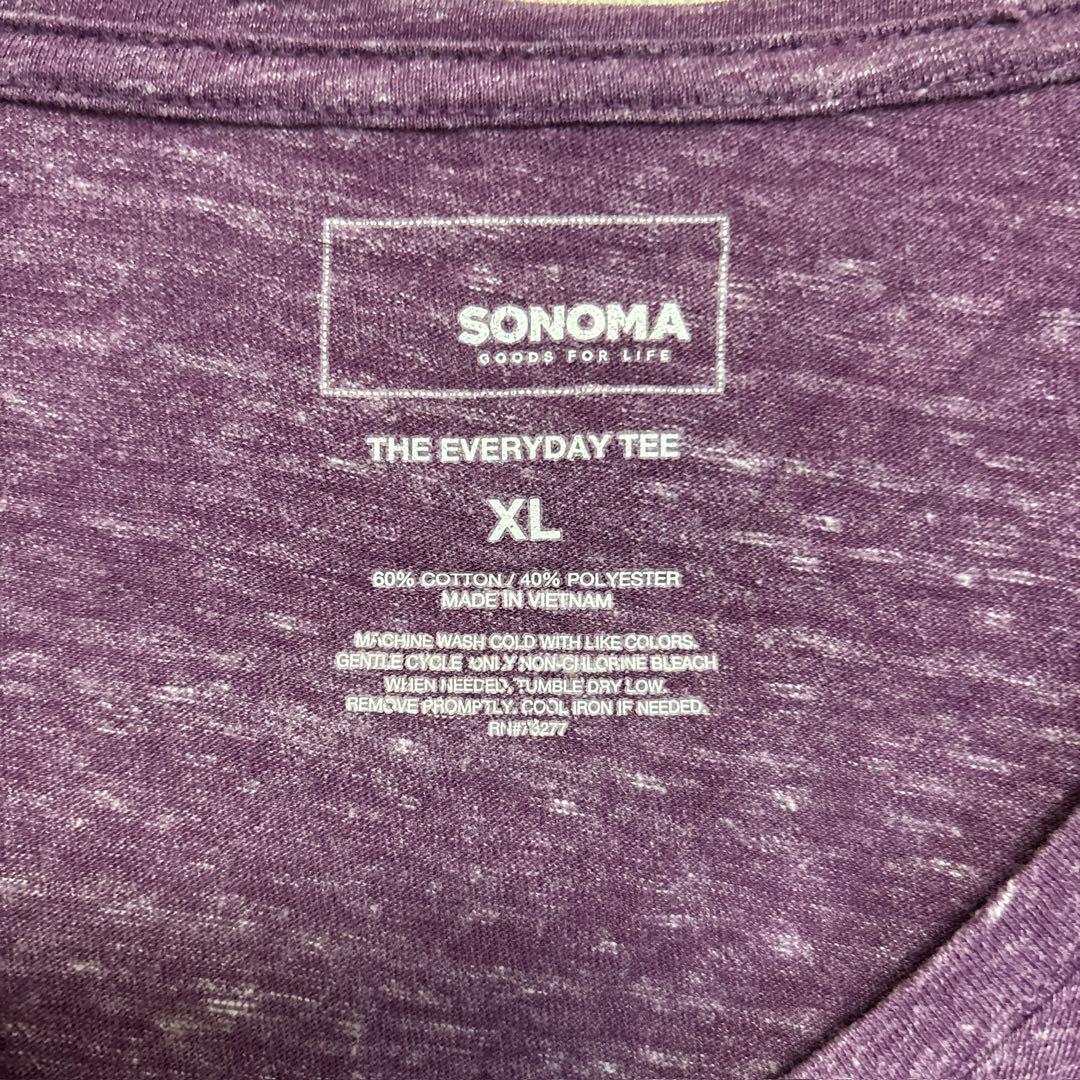 SONOMA
GOODS FOR LIFE
THE EVERYDAY TEE
XL
60% COTTON / 40% POLYESTER
MADE IN VIETNAM
MACHINE WASH COLD WITH LIKE COLORS.
GENTLE CYCLE ONLY NON-CHLORINE BLEACH
WHEN NEEDED, TUMBLE DRY LOW.
REMOVE PROMPTLY. COOL IRON IF NEEDED.
RN#73277